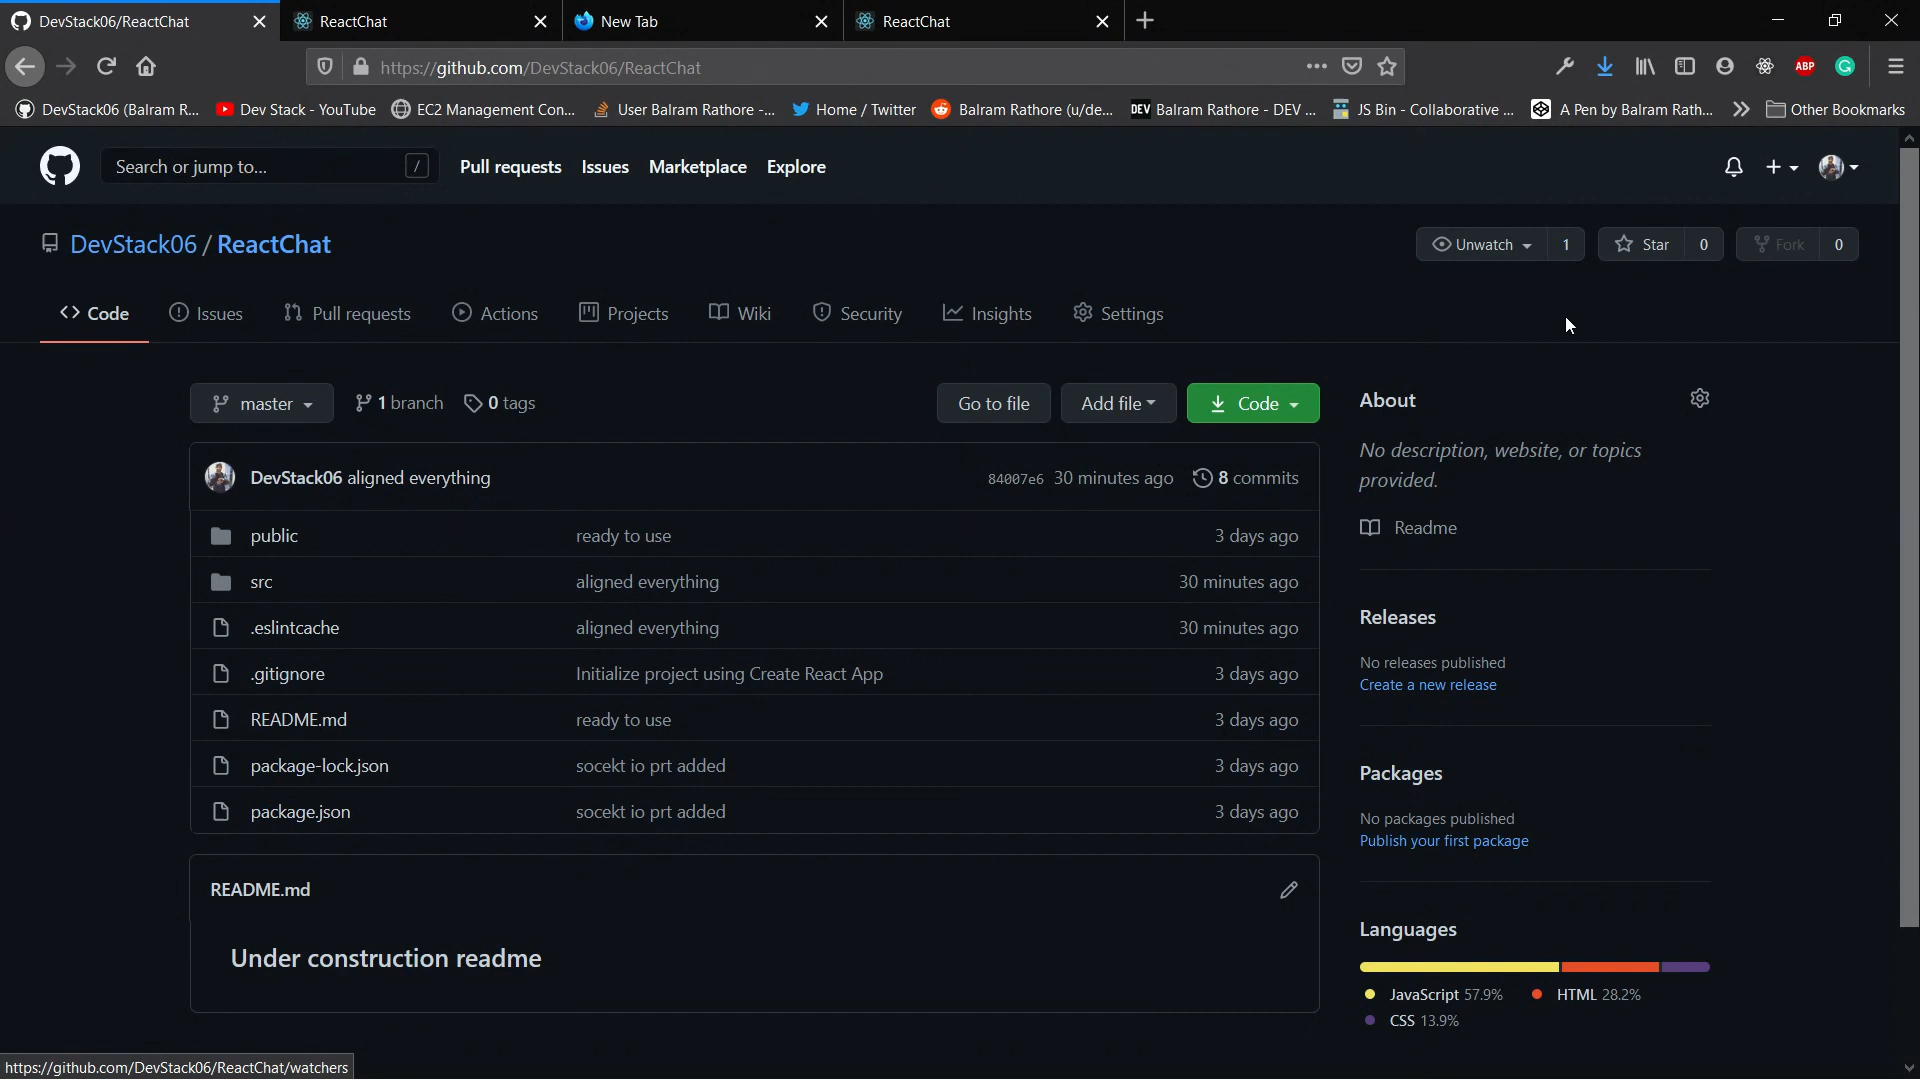 DevStack06/ReactChat
ReactChat
New Tab
ReactChat
https://github.com/DevStack06/ReactChat
ABP
DevStack06 (Balram R...
Dev Stack - YouTube
EC2 Management Con...
User Balram Rathore -...
Home / Twitter
Balram Rathore (u/de...
DEV Balram Rathore - DEV ...
JS Bin - Collaborative ...
A Pen by Balram Rath...
Other Bookmarks
Search or jump to... /
Pull requests Issues Marketplace Explore
DevStack06 / ReactChat
Unwatch 1 Star 0 Fork 0
Code Issues Pull requests Actions Projects Wiki Security Insights Settings
master 1 branch 0 tags Go to file Add file Code
DevStack06 aligned everything 84007e6 30 minutes ago 8 commits
public ready to use 3 days ago
src aligned everything 30 minutes ago
.eslintcache aligned everything 30 minutes ago
.gitignore Initialize project using Create React App 3 days ago
README.md ready to use 3 days ago
package-lock.json socekt io prt added 3 days ago
package.json socekt io prt added 3 days ago
README.md
Under construction readme
About
No description, website, or topics
provided.
Readme
Releases
No releases published
Create a new release
Packages
No packages published
Publish your first package
Languages
JavaScript 57.9% HTML 28.2%
CSS 13.9%
https://github.com/DevStack06/ReactChat/watchers